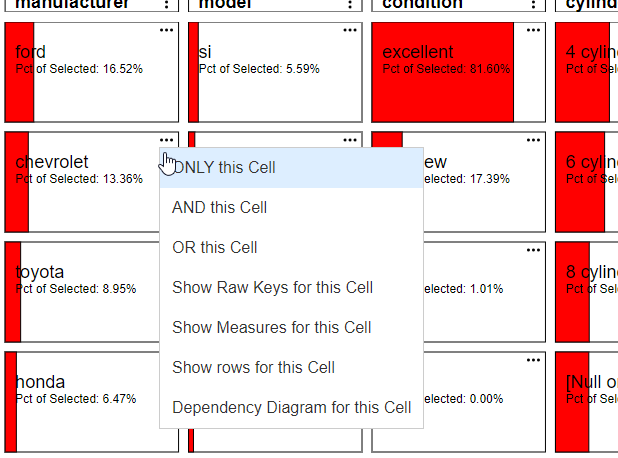 manufacturer
model
condition
cylind
ford
Pct of Selected: 16.52%
si
Pct of Selected: 5.59%
excellent
Pct of Selected: 81.60%
4 cylin
Pct of Sele
chevrolet
Pct of Selected: 13.36%
ew
elected: 17.39%
6 cylin
Pct of Sele
toyota
Pct of Selected: 8.95%
elected: 1.01%
8 cylin
Pct of Sele
honda
Pct of Selected: 6.47%
elected: 0.00%
[Null or
Pct of Sele
ONLY this Cell
AND this Cell
OR this Cell
Show Raw Keys for this Cell
Show Measures for this Cell
Show rows for this Cell
Dependency Diagram for this Cell